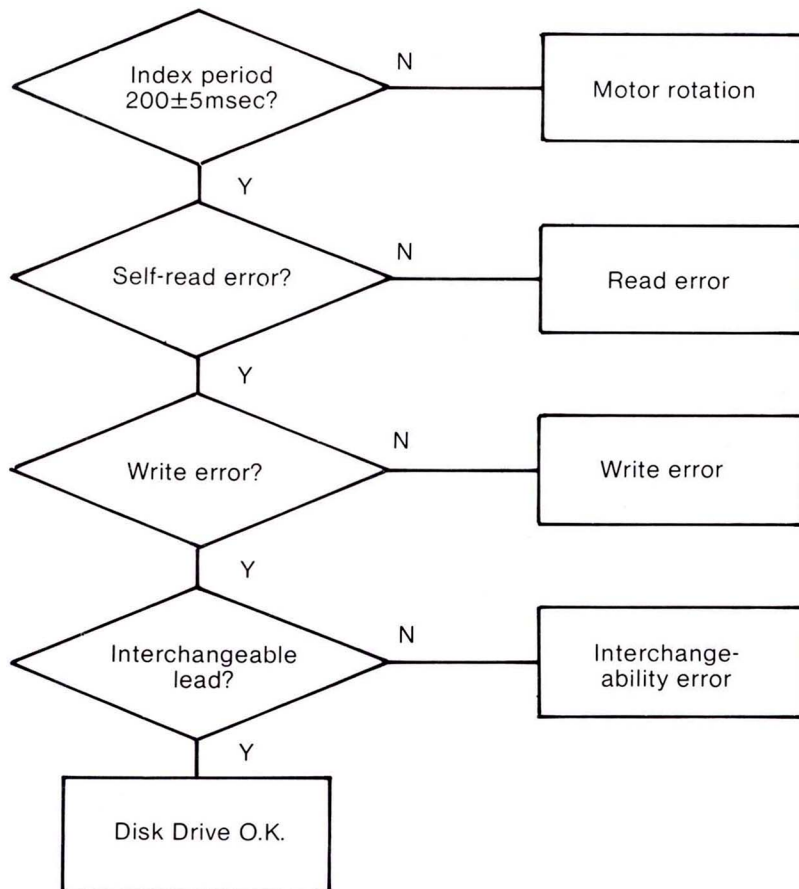 Index period
200±5msec?
N
Motor rotation
Y
Self-read error?
N
Read error
Y
Write error?
N
Write error
Y
Interchangeable
lead?
N
Interchange-
ability error
Y
Disk Drive O.K.